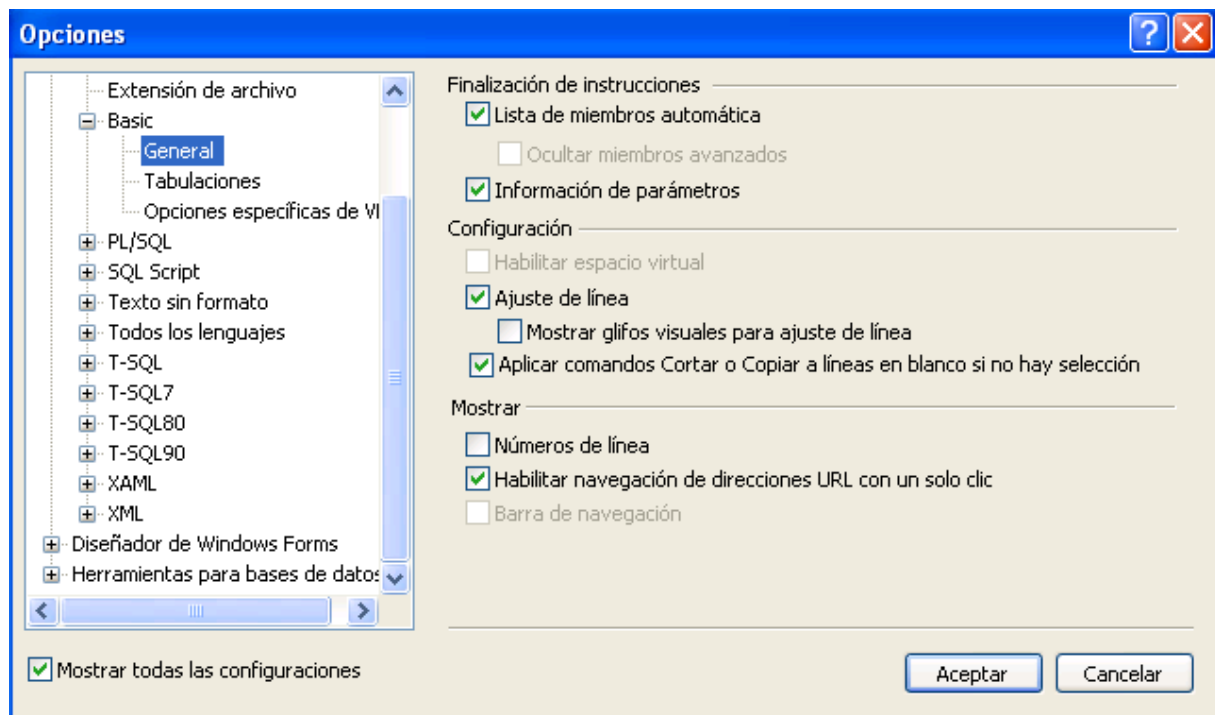 Opciones
Extensión de archivo
Basic
General
Tabulaciones
Opciones específicas de
PL/SQL
SQL Script
Texto sin formato
Todos los lenguajes
T-SQL
T-SQL7
T-SQL80
T-SQL90
XAML
XML
Diseñador de Windows Forms
Herramientas para bases de datos
Mostrar todas las configuraciones
Finalización de instrucciones
Lista de miembros automática
Ocultar miembros avanzados
Información de parámetros
Configuración
Habilitar espacio virtual
Ajuste de línea
Mostrar glifos visuales para ajuste de línea
Aplicar comandos Cortar o Copiar a líneas en blanco si no hay selección
Mostrar
Números de línea
Habilitar navegación de direcciones URL con un solo clic
Barra de navegación
Aceptar
Cancelar